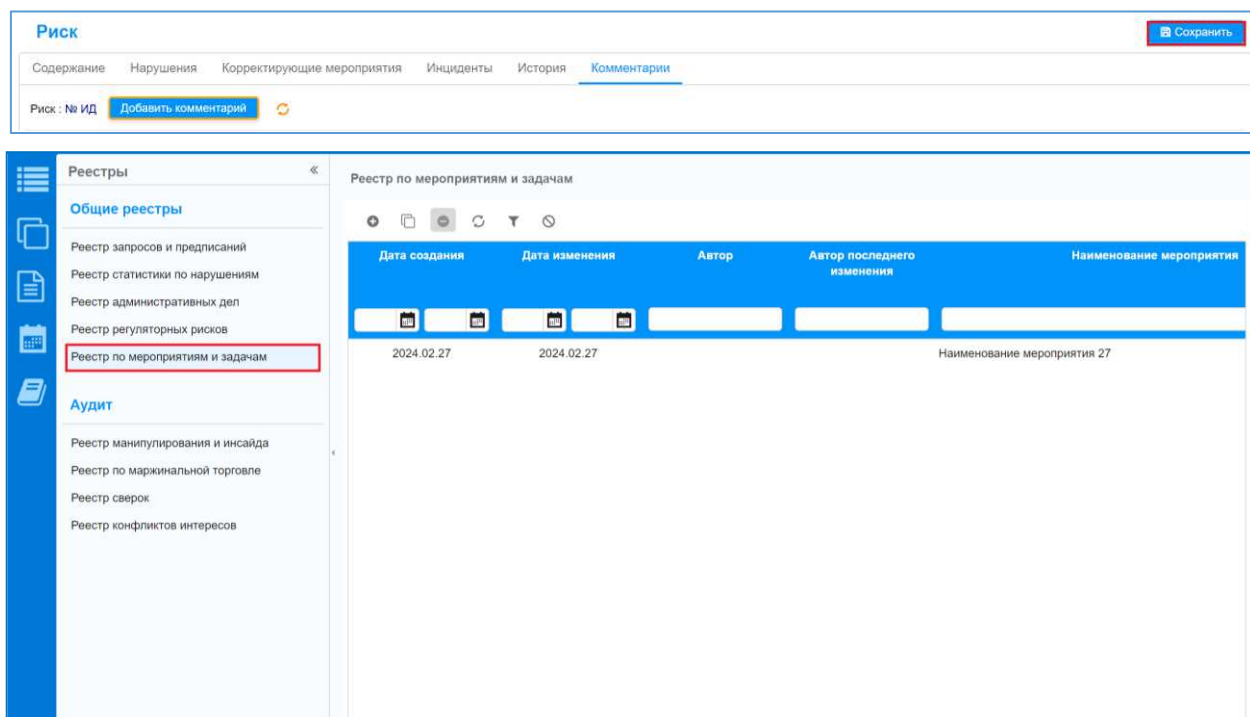 Риск
Сохранить
Содержание Нарушения Корректирующие мероприятия Инциденты История Комментарии
Риск : № ИД Добавить комментарий
Реестры
Общие реестры
Реестр запросов и предписаний
Реестр статистики по нарушениям
Реестр административных дел
Реестр регуляторных рисков
Реестр по мероприятиям и задачам
Аудит
Реестр манипулирования и инсайда
Реестр по маржинальной торговле
Реестр сверок
Реестр конфликтов интересов
Реестр по мероприятиям и задачам
Дата создания Дата изменения Автор Автор последнего Наименование мероприятия
изменения
2024.02.27 2024.02.27 Наименование мероприятия 27